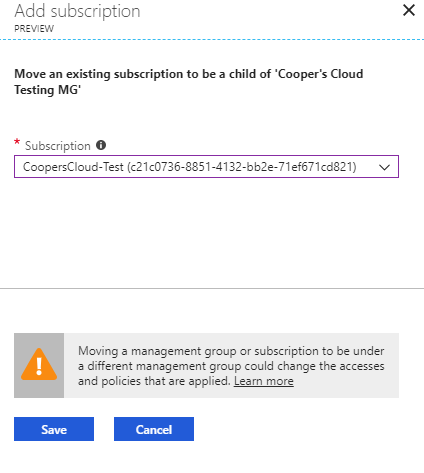 Add subscription
PREVIEW
Move an existing subscription to be a child of 'Cooper's Cloud
Testing MG'
* Subscription
CoopersCloud-Test (c21c0736-8851-4132-bb2e-71ef671cd821)
Moving a management group or subscription to be under
a different management group could change the accesses
and policies that are applied. Learn more
Save Cancel